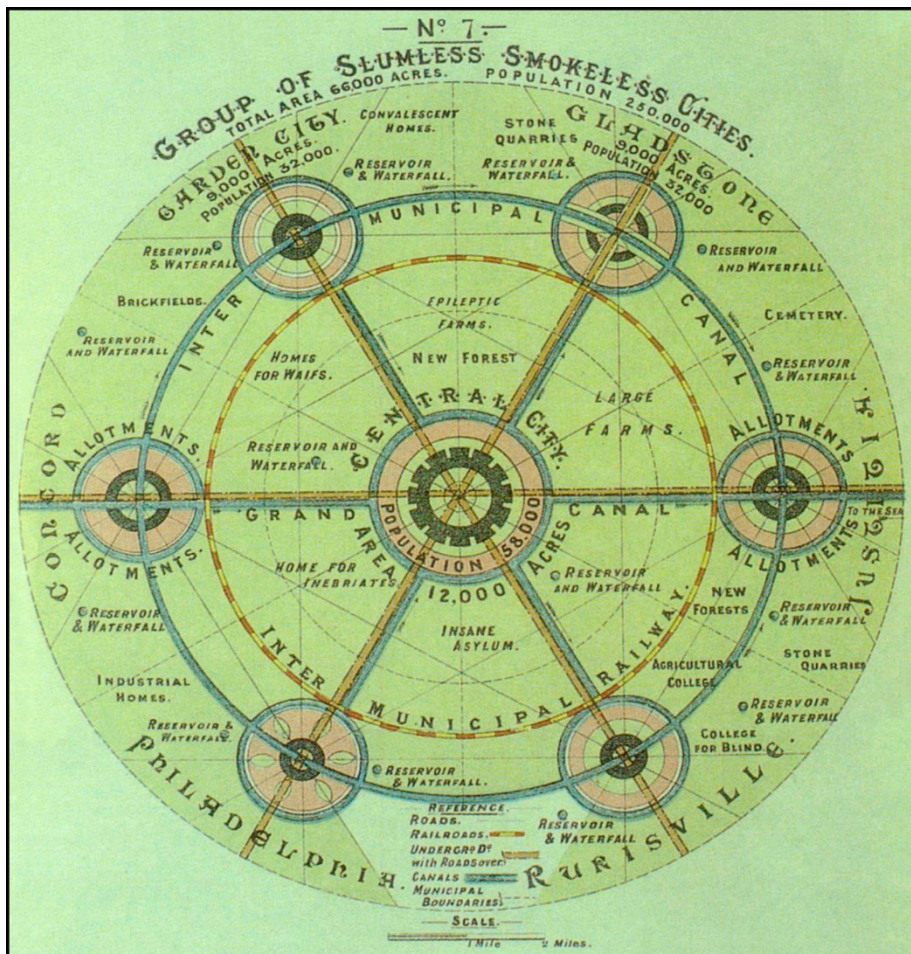 — Nº 7. —
GROUP OF SLUMLESS SMOKELESS CITIES.
TOTAL AREA 66,000 ACRES. POPULATION 250,000
GARDEN CITY.
9,000 ACRES.
POPULATION 32,000.
CONVALESCENT
HOMES.
STONE
QUARRIES
GLADSTONE
9,000 ACRES
POPULATION
32,000
RESERVOIR
& WATERFALL.
RESERVOIR &
WATERFALL.
INTER MUNICIPAL CANAL
RESERVOIR
& WATERFALL
RESERVOIR
AND WATERFALL
BRICKFIELDS.
EPILEPTIC
FARMS.
CEMETERY.
RESERVOIR
AND WATERFALL
HOMES
FOR WAIFS.
NEW FOREST
RESERVOIR
& WATERFALL
LARGE
FARMS.
CENTRAL CITY.
CONCORD
ALLOTMENTS.
ALLOTMENTS
JUSTITIA
RESERVOIR AND
WATERFALL.
GRAND CANAL
TO THE SEA
POPULATION 58,000
AREA 12,000 ACRES
ALLOTMENTS.
ALLOTMENTS
HOME FOR
INEBRIATES.
RESERVOIR
AND WATERFALL
NEW
FORESTS
RESERVOIR
& WATERFALL
RESERVOIR
& WATERFALL
INSANE
ASYLUM.
STONE
QUARRIES
INTER MUNICIPAL RAILWAY.
AGRICULTURAL
COLLEGE
INDUSTRIAL
HOMES.
RESERVOIR
& WATERFALL
RESERVOIR &
WATERFALL.
COLLEGE
FOR BLIND.
RESERVOIR
& WATERFALL.
PHILADELPHIA.
RURISVILLE.
REFERENCE.
ROADS.
RAILROADS.
UNDERGRD Dº
with ROADS over
CANALS
MUNICIPAL
BOUNDARIES
RESERVOIR
& WATERFALL
— SCALE. —
1 Mile 2 Miles.